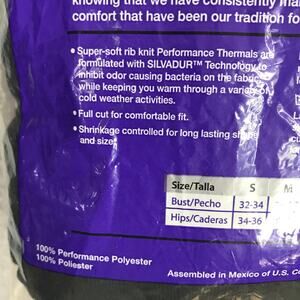 knowing that we have consistently
comfort that have been our tradition
• Super-soft rib knit Performance Thermals are
formulated with SILVADUR™ Technology to
inhibit odor causing bacteria on the fabric
while keeping you warm through a variety of
cold weather activities.
• Full cut for comfortable fit.
• Shrinkage controlled for long lasting shape
and size.
Size/Talla S M
Bust/Pecho 32-34
Hips/Caderas 34-36
100% Performance Polyester
100% Poliester
Assembled in Mexico of U.S.